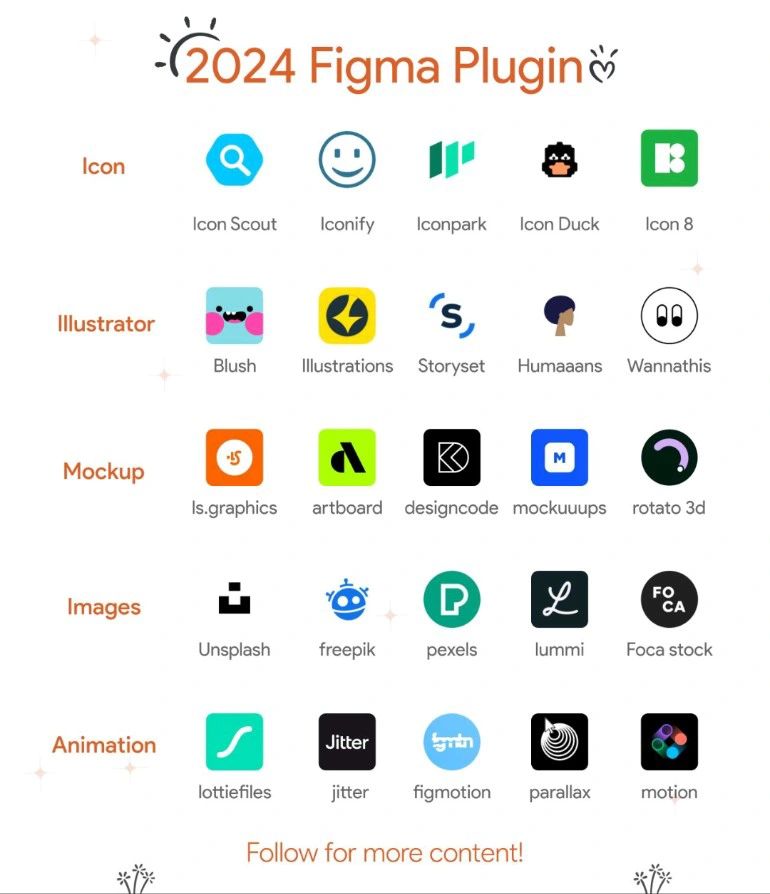 2024 Figma Plugin
Icon
Icon Scout Iconify Iconpark Icon Duck Icon 8
Illustrator
S
Blush Illustrations Storyset Humaaans Wannathis
Mockup
LS M
ls.graphics artboard designcode mockuuups rotato 3d
Images
FO
CA
Unsplash freepik pexels lummi Foca stock
Animation
Jitter fgmtn
lottiefiles jitter figmotion parallax motion
Follow for more content!